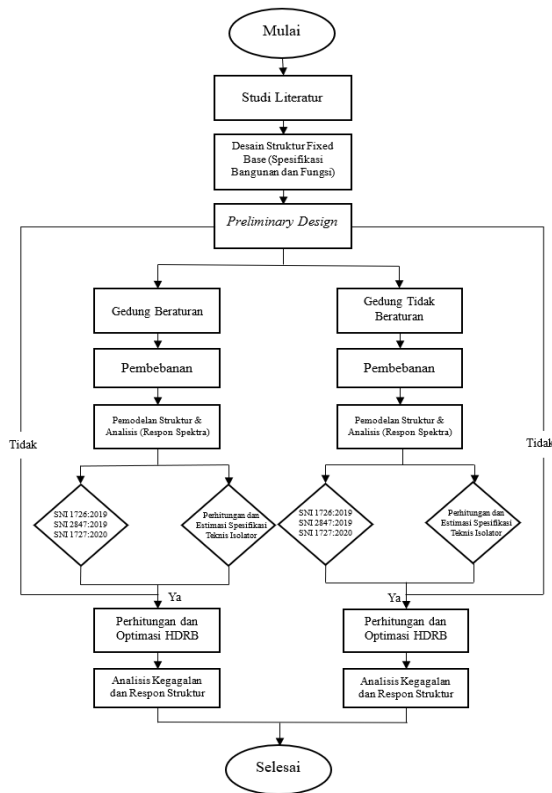 Mulai
Studi Literatur
Desain Struktur Fixed
Base (Spesifikasi
Bangunan dan Fungsi)
Preliminary Design
Gedung Beraturan
Gedung Tidak
Beraturan
Pembebanan
Pembebanan
Pemodelan Struktur &
Analisis (Respon Spektra)
Pemodelan Struktur &
Analisis (Respon Spektra)
Tidak
Tidak
SNI 1726:2019
SNI 2847:2019
SNI 1727:2020
Perhitungan dan
Estimasi Spesifikasi
Teknis Isolator
SNI 1726:2019
SNI 2847:2019
SNI 1727:2020
Perhitungan dan
Estimasi Spesifikasi
Teknis Isolator
Ya
Ya
Perhitungan dan
Optimasi HDRB
Perhitungan dan
Optimasi HDRB
Analisis Kegagalan
dan Respon Struktur
Analisis Kegagalan
dan Respon Struktur
Selesai